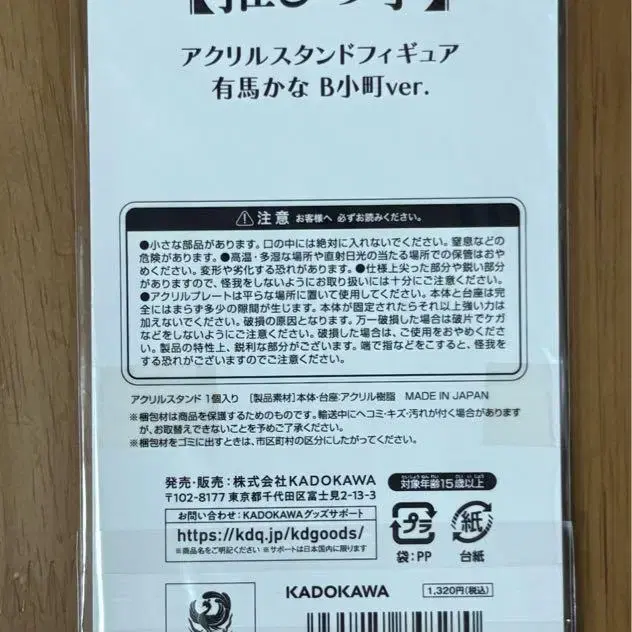 【推しの子】
アクリルスタンドフィギュア
有馬かな B小町ver.
注意 お客様へ 必ずお読みください。
●小さな部品があります。口の中には絶対に入れないでください。窒息などの
危険があります。●高温・多湿な場所や直射日光の当たる場所での保管はおや
めください。変形や劣化する恐れがあります。●仕様上尖った部分や鋭い部分
がありますので、怪我をしないようにお取り扱いには十分にご注意ください。
●アクリルプレートは平らな場所に置いて使用してください。本体と台座は完
全にはまらず多少の隙間が生じます。本体が固定されたらそれ以上強い力は
加えないでください。破損の原因となります。万一破損した場合は破片でケガ
などをしないようにご注意ください。破損した場合は、ご使用をおやめくださ
い。製品の特性上、鋭利な部分がございます。端で指などをこすると、怪我を
する恐れがございますのでご注意ください。
アクリルスタンド 1個入り [製品素材]本体・台座:アクリル樹脂 MADE IN JAPAN
※梱包材は商品を保護するためのものです。輸送中にヘコミ・キズ・汚れが付く場合があります
が、お取替えできないことを予めご了承ください。
※梱包材をゴミに出すときは、市区町村の区分にしたがってください。
発売・販売:株式会社KADOKAWA
〒102-8177 東京都千代田区富士見2-13-3
たいしょうねんれい さい いじょう
対象年齢15歳以上
お問い合わせ:KADOKAWAグッズサポート
https://kdq.jp/kdgoods/
※商品名をご明記ください ※サポートは日本国内に限ります
プラ
紙
袋:PP
台紙
KADOKAWA
1,320円(税込)